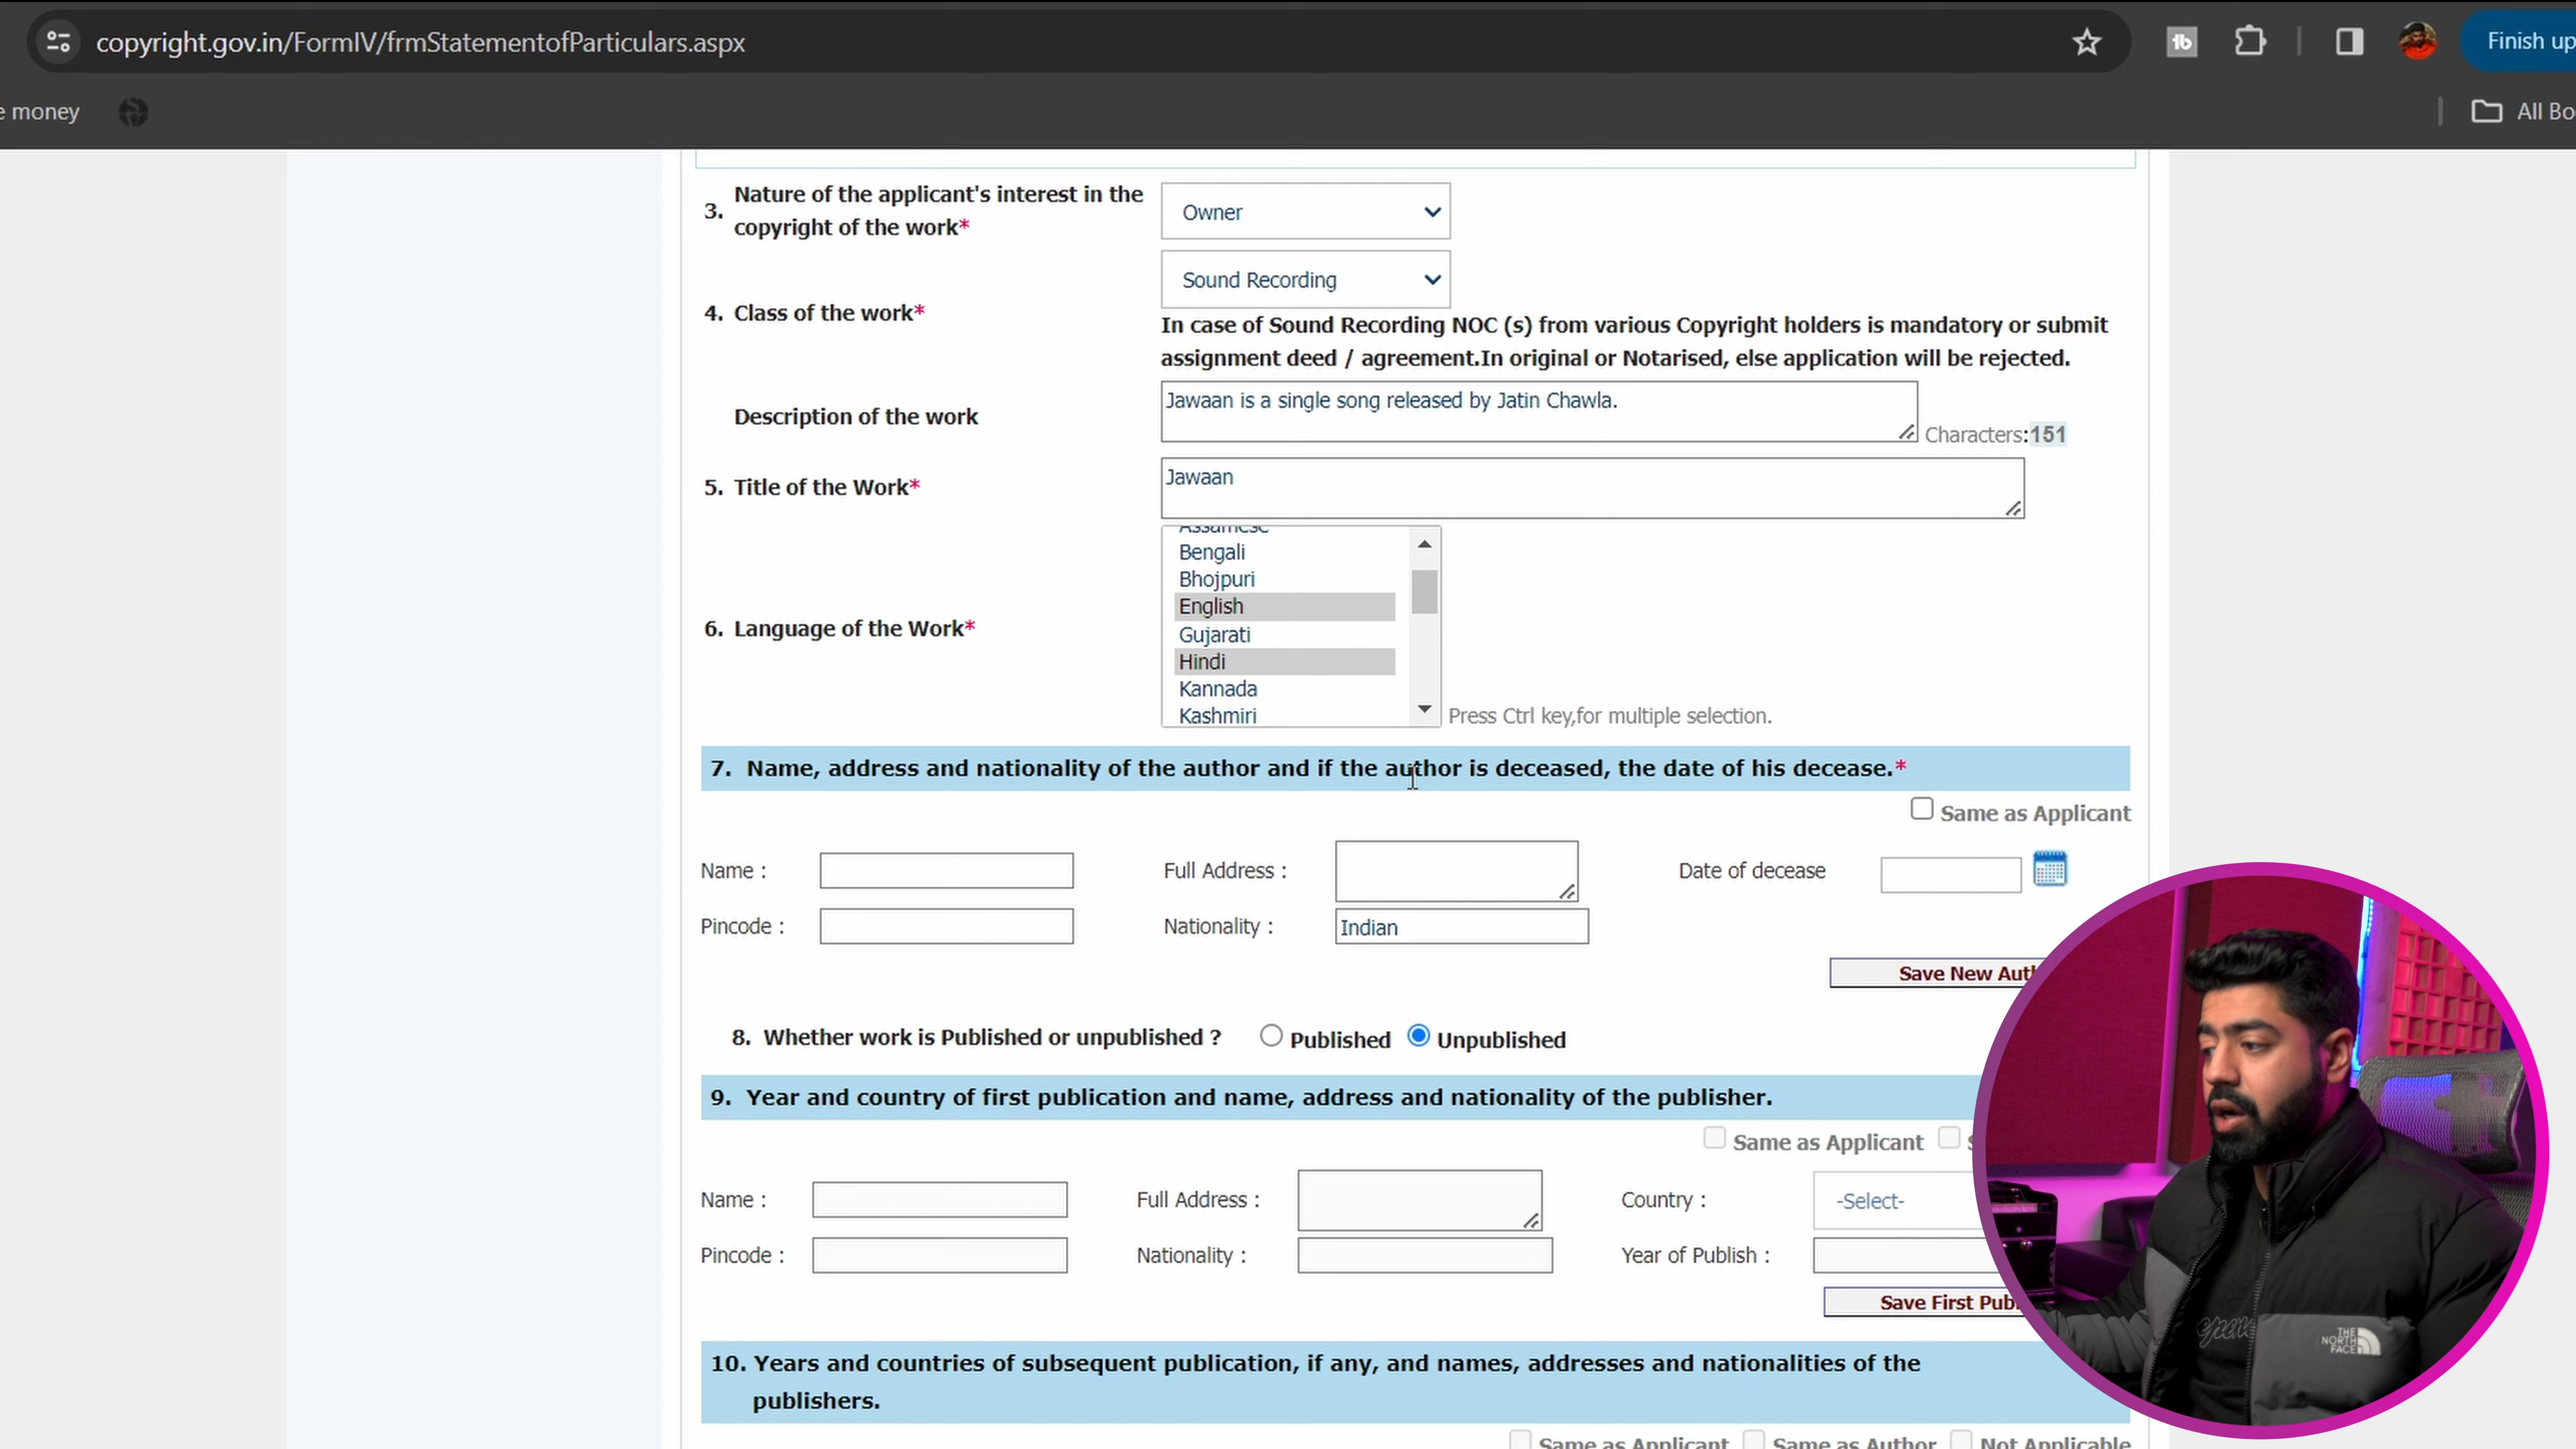 copyright.gov.in/FormIV/frmStatementofParticulars.aspx
Finish up
e money
All Bo
3. Nature of the applicant's interest in the
copyright of the work*
Owner
Sound Recording
4. Class of the work*
In case of Sound Recording NOC (s) from various Copyright holders is mandatory or submit
assignment deed / agreement.In original or Notarised, else application will be rejected.
Description of the work
Jawaan is a single song released by Jatin Chawla.
Characters:151
5. Title of the Work*
Jawaan
Assamese
Bengali
Bhojpuri
English
Gujarati
6. Language of the Work*
Hindi
Kannada
Kashmiri
Press Ctrl key,for multiple selection.
7. Name, address and nationality of the author and if the author is deceased, the date of his decease.*
Same as Applicant
Name : Full Address : Date of decease
Pincode : Nationality : Indian
Save New Auth
8. Whether work is Published or unpublished ? Published Unpublished
9. Year and country of first publication and name, address and nationality of the publisher.
Same as Applicant S
Name : Full Address : Country : -Select-
Pincode : Nationality : Year of Publish :
Save First Publ
10. Years and countries of subsequent publication, if any, and names, addresses and nationalities of the
publishers.
Same as Applicant Same as Author Not Applicable
THE
NORTH
FACE